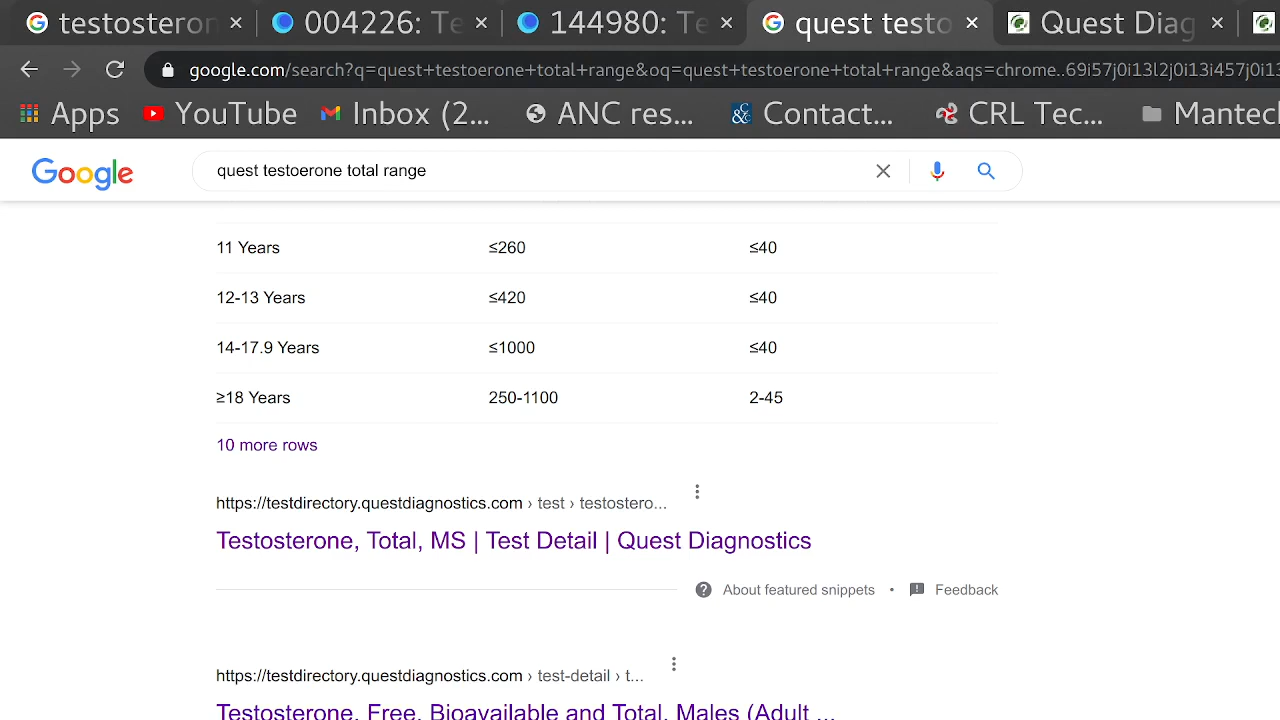 testosteron
004226: Te
144980: Te
quest testo
Quest Diag
google.com/search?q=quest+testoerone+total+range&oq=quest+testoerone+total+range&aqs=chrome..69i57j0i13l2j0i13i457j0i13
Apps YouTube Inbox (2... ANC res... Contact... CRL Tec... Mantech
Google
quest testoerone total range
11 Years ≤260 ≤40
12-13 Years ≤420 ≤40
14-17.9 Years ≤1000 ≤40
≥18 Years 250-1100 2-45
10 more rows
https://testdirectory.questdiagnostics.com › test › testostero...
Testosterone, Total, MS | Test Detail | Quest Diagnostics
About featured snippets • Feedback
https://testdirectory.questdiagnostics.com › test-detail › t...
Testosterone, Free, Bioavailable and Total, Males (Adult ...